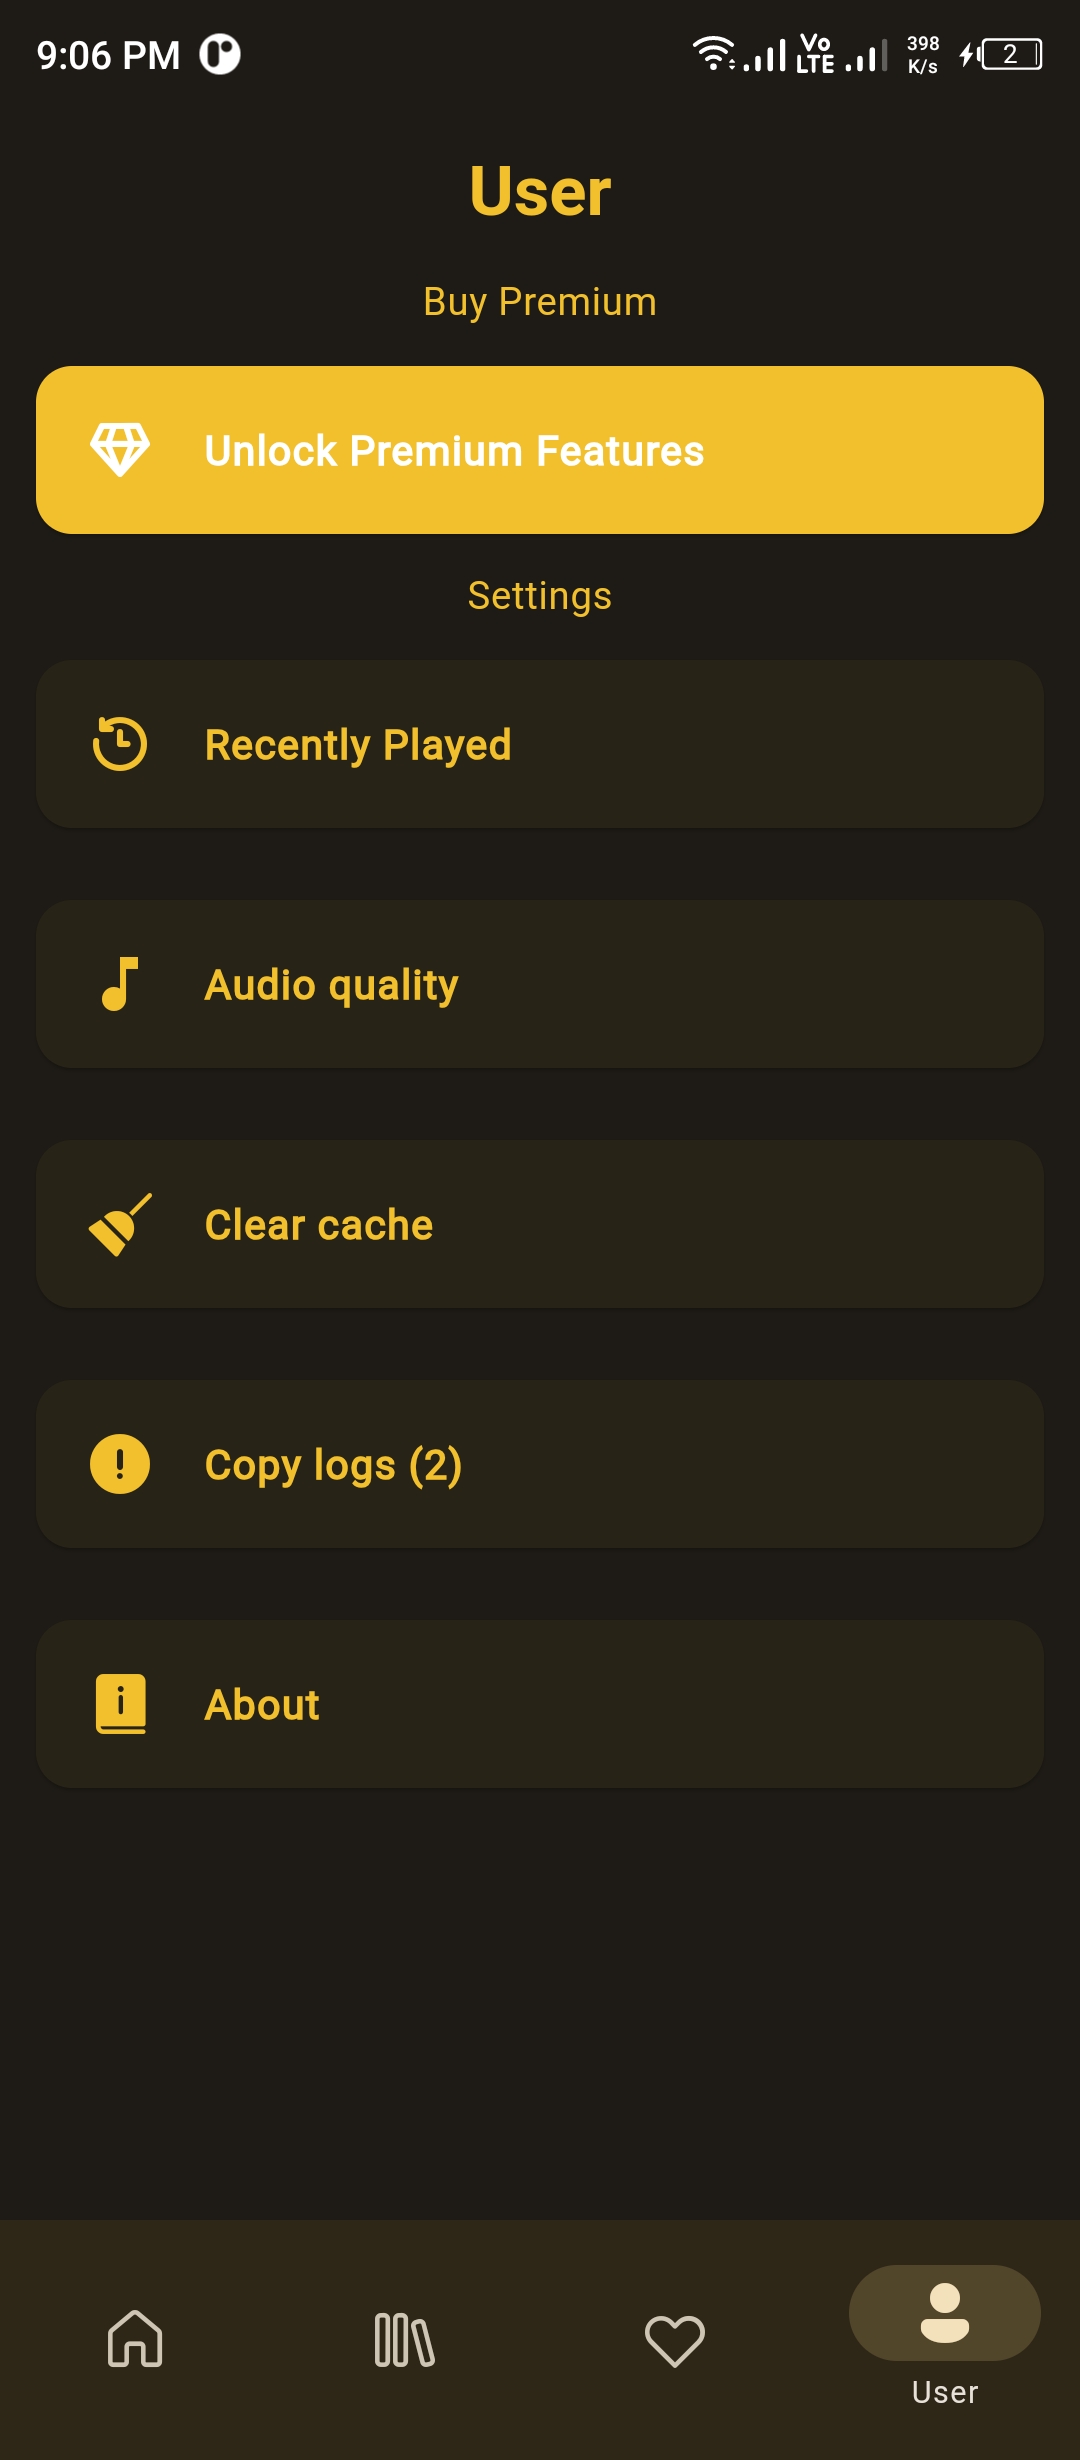 9:06 PM
Vo LTE
398 K/s
2
User
Buy Premium
Unlock Premium Features
Settings
Recently Played
Audio quality
Clear cache
Copy logs (2)
About
User